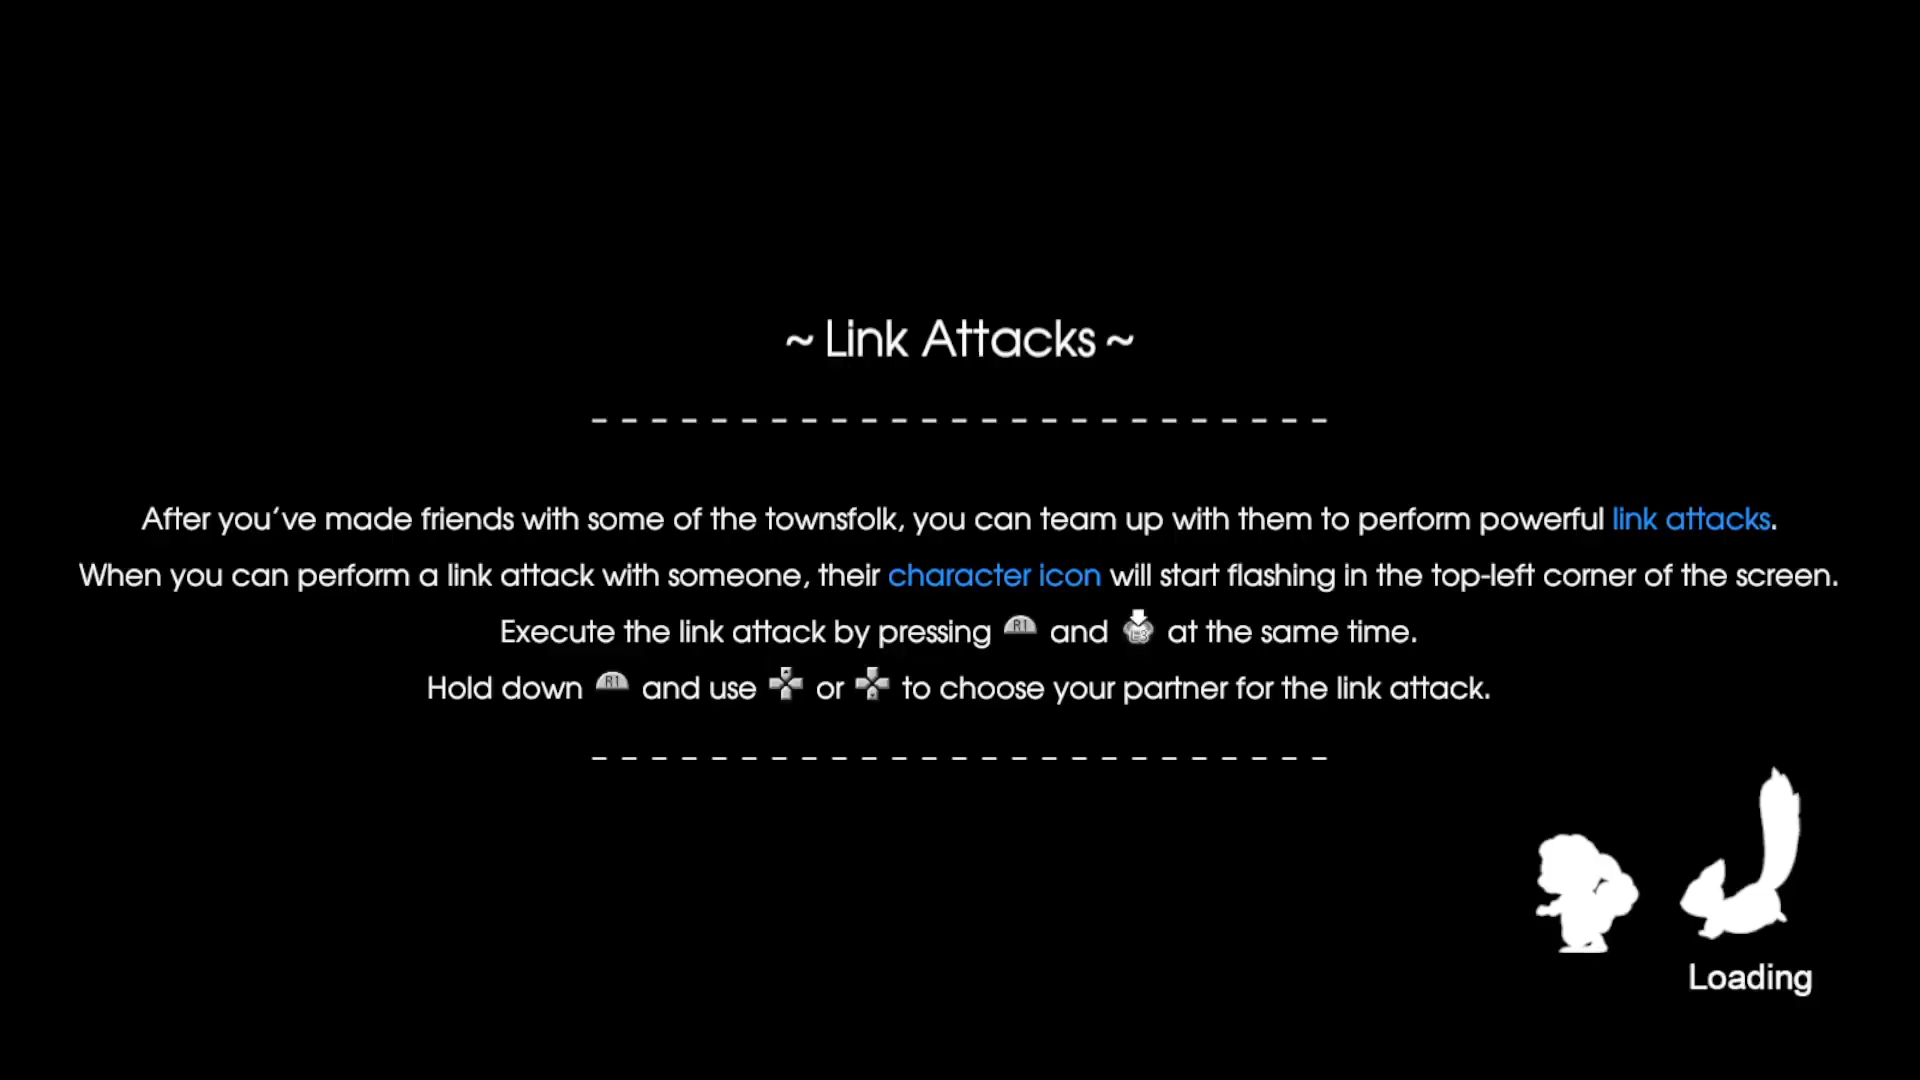 ~ Link Attacks ~
- - - - - - - - - - - - - - - - - - - - - - - - -
After you've made friends with some of the townsfolk, you can team up with them to perform powerful link attacks.
When you can perform a link attack with someone, their character icon will start flashing in the top-left corner of the screen.
Execute the link attack by pressing R1 and L3 at the same time.
Hold down R1 and use or to choose your partner for the link attack.
- - - - - - - - - - - - - - - - - - - - - - - - -
Loading